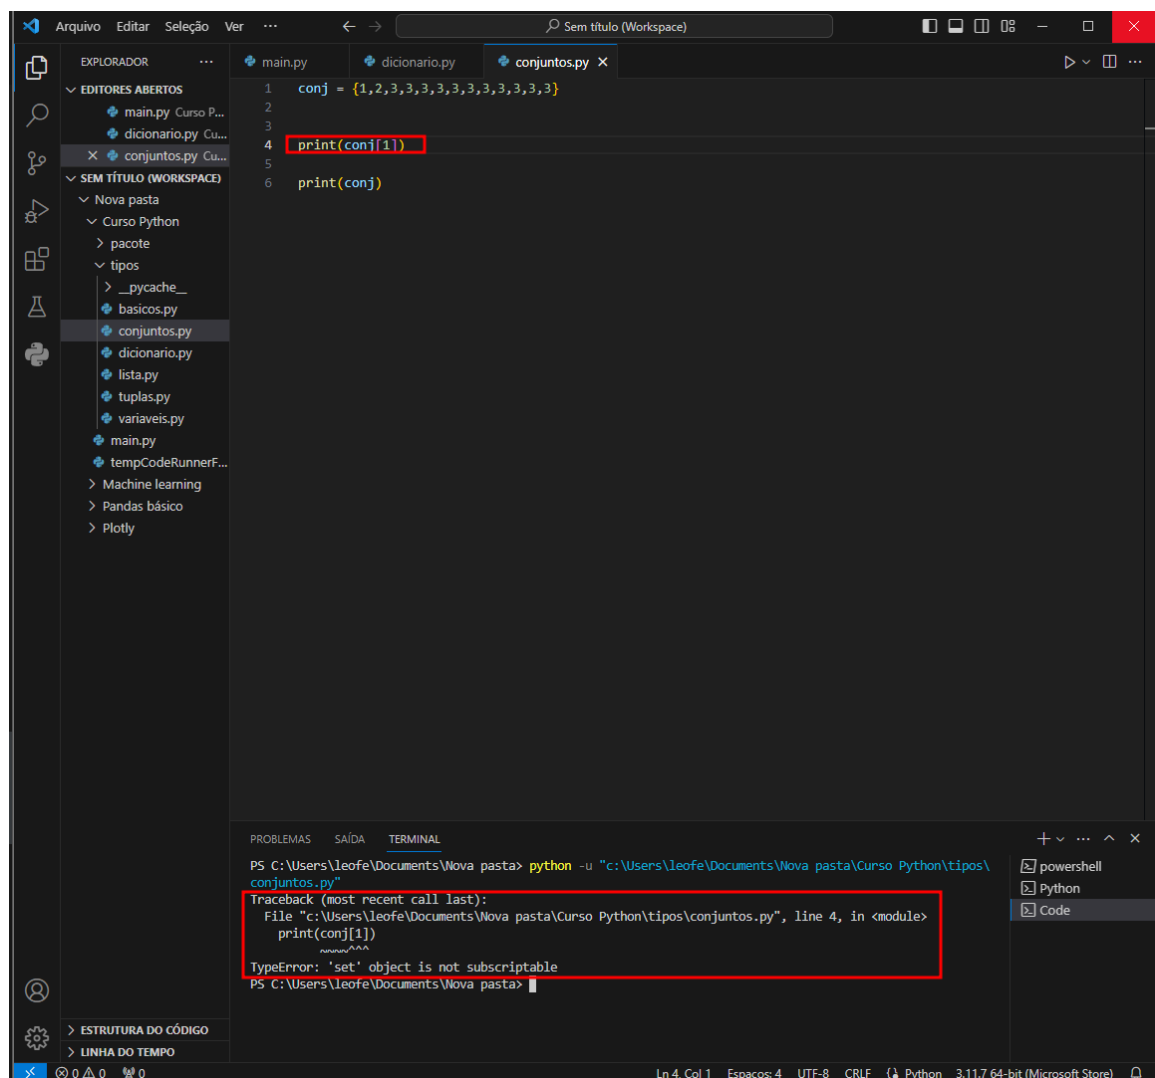 Arquivo Editar Seleção Ver ··· Sem título (Workspace)
EXPLORADOR ···
EDITORES ABERTOS
main.py Curso P...
dicionario.py Cu...
conjuntos.py Cu...
SEM TÍTULO (WORKSPACE)
Nova pasta
Curso Python
pacote
tipos
__pycache__
basicos.py
conjuntos.py
dicionario.py
lista.py
tuplas.py
variaveis.py
main.py
tempCodeRunnerF...
Machine learning
Pandas básico
Plotly
ESTRUTURA DO CÓDIGO
LINHA DO TEMPO
main.py dicionario.py conjuntos.py
1 conj = {1,2,3,3,3,3,3,3,3,3,3,3,3}
2
3
4 print(conj[1])
5
6 print(conj)
PROBLEMAS SAÍDA TERMINAL
PS C:\Users\leofe\Documents\Nova pasta> python -u "c:\Users\leofe\Documents\Nova pasta\Curso Python\tipos\
conjuntos.py"
Traceback (most recent call last):
File "c:\Users\leofe\Documents\Nova pasta\Curso Python\tipos\conjuntos.py", line 4, in <module>
print(conj[1])
~~~~^^^
TypeError: 'set' object is not subscriptable
PS C:\Users\leofe\Documents\Nova pasta>
powershell
Python
Code
0 0 0 Ln 4, Col 1 Espaços: 4 UTF-8 CRLF Python 3.11.7 64-bit (Microsoft Store)